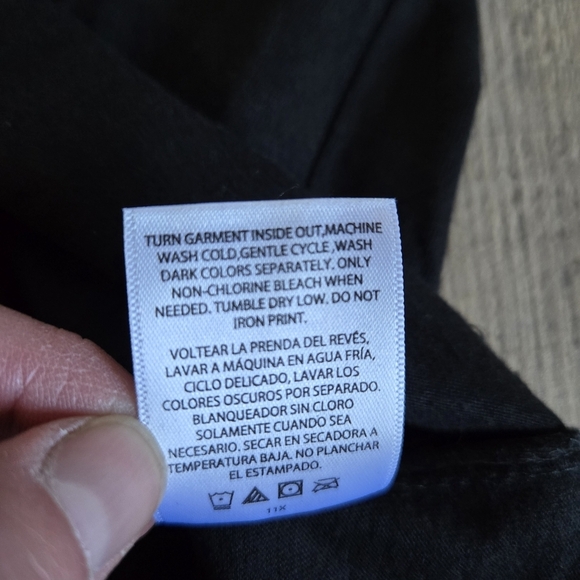 TURN GARMENT INSIDE OUT,MACHINE
WASH COLD,GENTLE CYCLE ,WASH
DARK COLORS SEPARATELY. ONLY
NON-CHLORINE BLEACH WHEN
NEEDED. TUMBLE DRY LOW. DO NOT
IRON PRINT.
VOLTEAR LA PRENDA DEL REVÉS,
LAVAR A MÁQUINA EN AGUA FRÍA,
CICLO DELICADO, LAVAR LOS
COLORES OSCUROS POR SEPARADO.
BLANQUEADOR SIN CLORO
SOLAMENTE CUANDO SEA
NECESARIO. SECAR EN SECADORA A
TEMPERATURA BAJA. NO PLANCHAR
EL ESTAMPADO.
11X